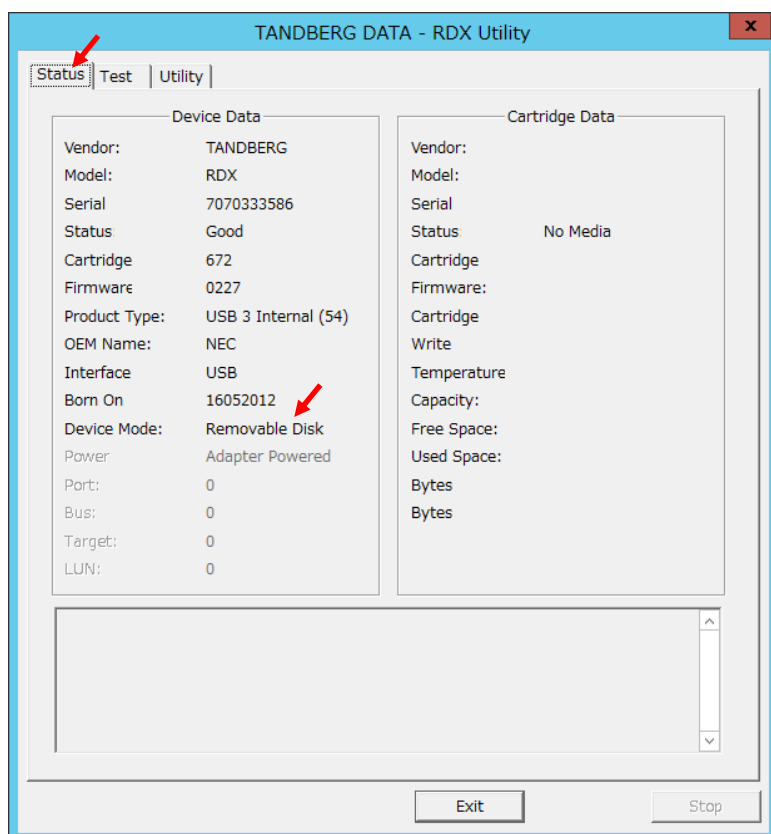 TANDBERG DATA - RDX Utility
x
Status Test Utility
Device Data
Vendor: TANDBERG
Model: RDX
Serial 7070333586
Status Good
Cartridge 672
Firmware 0227
Product Type: USB 3 Internal (54)
OEM Name: NEC
Interface USB
Born On 16052012
Device Mode: Removable Disk
Power Adapter Powered
Port: 0
Bus: 0
Target: 0
LUN: 0
Cartridge Data
Vendor:
Model:
Serial
Status No Media
Cartridge
Firmware:
Cartridge
Write
Temperature
Capacity:
Free Space:
Used Space:
Bytes
Bytes
Exit Stop